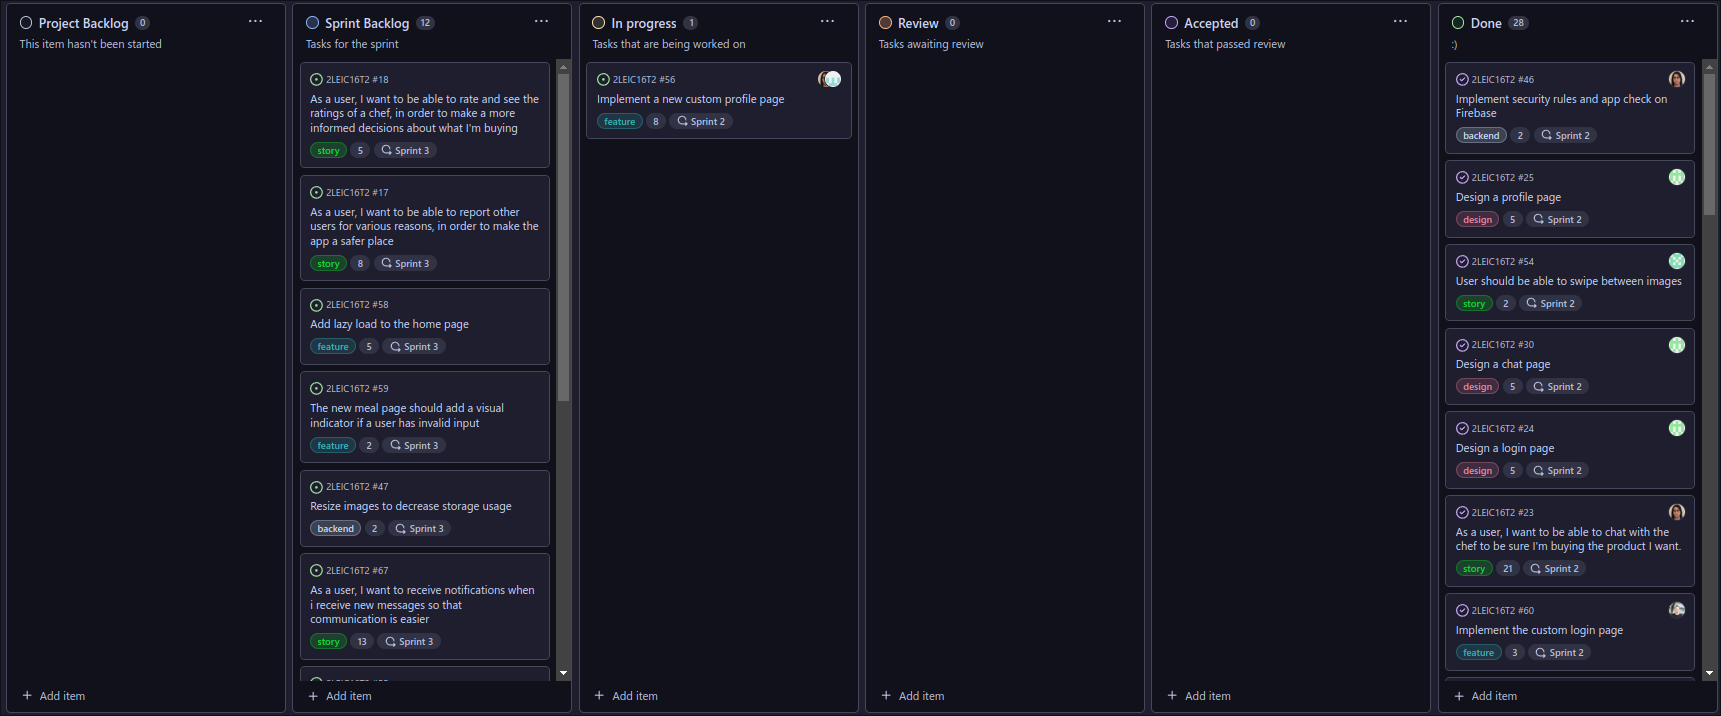 Project Backlog 0 ...
This item hasn't been started
+ Add item
Sprint Backlog 12 ...
Tasks for the sprint
2LEIC16T2 #18
As a user, I want to be able to rate and see the
ratings of a chef, in order to make a more
informed decisions about what I'm buying
story 5 Sprint 3
2LEIC16T2 #17
As a user, I want to be able to report other
users for various reasons, in order to make the
app a safer place
story 8 Sprint 3
2LEIC16T2 #58
Add lazy load to the home page
feature 5 Sprint 3
2LEIC16T2 #59
The new meal page should add a visual
indicator if a user has invalid input
feature 2 Sprint 3
2LEIC16T2 #47
Resize images to decrease storage usage
backend 2 Sprint 3
2LEIC16T2 #67
As a user, I want to receive notifications when
i receive new messages so that
communication is easier
story 13 Sprint 3
+ Add item
In progress 1 ...
Tasks that are being worked on
2LEIC16T2 #56
Implement a new custom profile page
feature 8 Sprint 2
+ Add item
Review 0 ...
Tasks awaiting review
+ Add item
Accepted 0 ...
Tasks that passed review
+ Add item
Done 28 ...
:)
2LEIC16T2 #46
Implement security rules and app check on
Firebase
backend 2 Sprint 2
2LEIC16T2 #25
Design a profile page
design 5 Sprint 2
2LEIC16T2 #54
User should be able to swipe between images
story 2 Sprint 2
2LEIC16T2 #30
Design a chat page
design 5 Sprint 2
2LEIC16T2 #24
Design a login page
design 5 Sprint 2
2LEIC16T2 #23
As a user, I want to be able to chat with the
chef to be sure I'm buying the product I want.
story 21 Sprint 2
2LEIC16T2 #60
Implement the custom login page
feature 3 Sprint 2
+ Add item